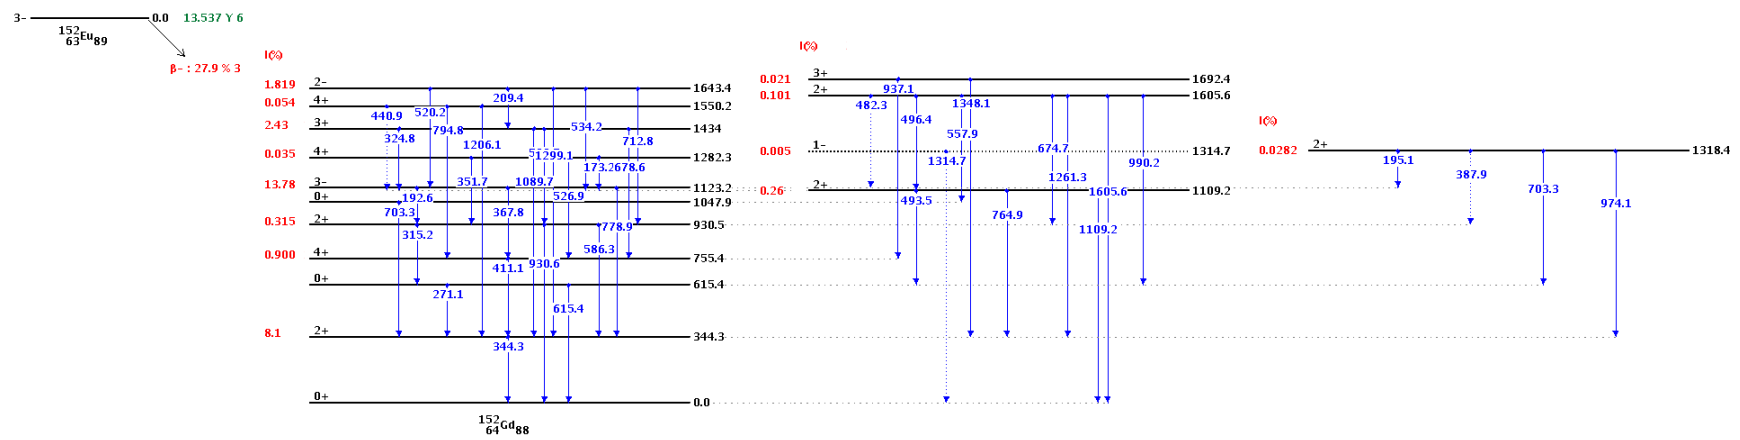 3- 0.0 13.537 Y 6
152
63Eu89
β- : 27.9 % 3
I(%)
1.819 2- 1643.4
0.054 4+ 1550.2
2.43 3+ 1434
0.035 4+ 1282.3
13.78 3- 1123.2
0+ 1047.9
0.315 2+ 930.5
0.900 4+ 755.4
0+ 615.4
8.1 2+ 344.3
0+ 0.0
209.4
440.9 520.2
794.8 534.2
324.8 1206.1 712.8
1299.1
173.2 678.6
351.7 1089.7
192.6 526.9
703.3 367.8
778.9
315.2 586.3
411.1 930.6
271.1
615.4
344.3
152
64Gd88
I(%)
0.021 3+ 1692.4
0.101 2+ 1605.6
0.005 1- 1314.7
0.26 2+ 1109.2
937.1
482.3 1348.1
496.4
557.9
674.7
1314.7 990.2
1261.3
1605.6
493.5
764.9
1109.2
I(%)
0.0282 2+ 1318.4
195.1
387.9
703.3
974.1